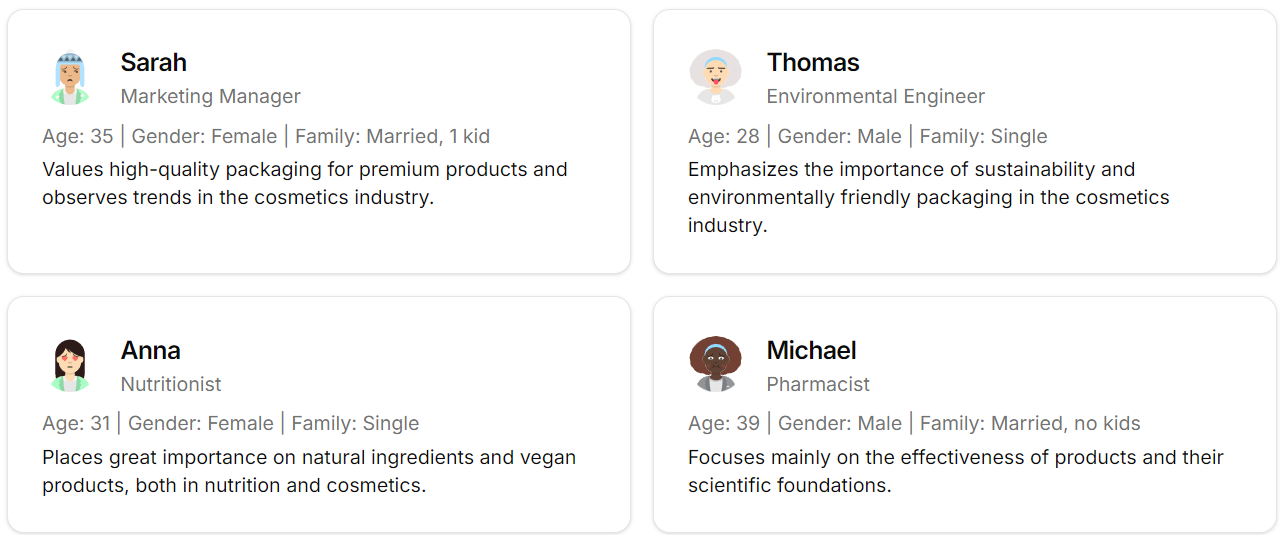 Sarah
Marketing Manager
Age: 35 | Gender: Female | Family: Married, 1 kid
Values high-quality packaging for premium products and
observes trends in the cosmetics industry.
Thomas
Environmental Engineer
Age: 28 | Gender: Male | Family: Single
Emphasizes the importance of sustainability and
environmentally friendly packaging in the cosmetics
industry.
Anna
Nutritionist
Age: 31 | Gender: Female | Family: Single
Places great importance on natural ingredients and vegan
products, both in nutrition and cosmetics.
Michael
Pharmacist
Age: 39 | Gender: Male | Family: Married, no kids
Focuses mainly on the effectiveness of products and their
scientific foundations.